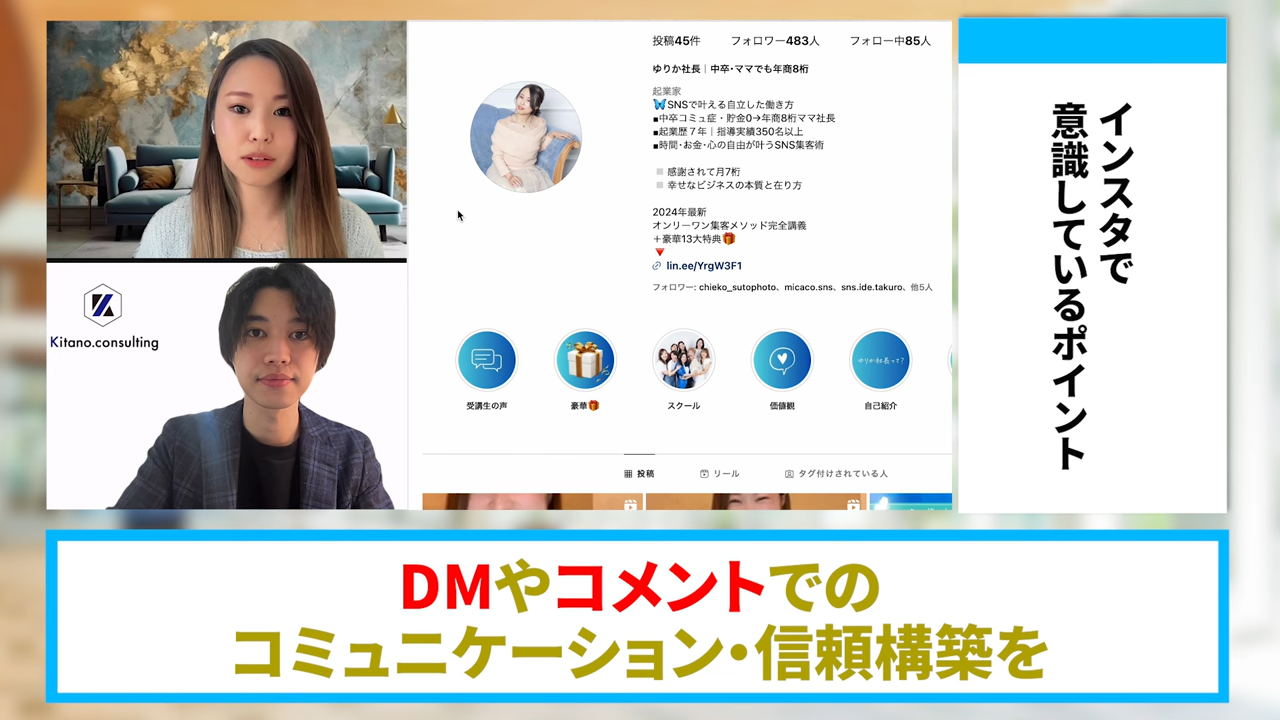 Kitano.consulting
投稿45件 フォロワー483人 フォロー中85人
ゆりか社長｜中卒・ママでも年商8桁
起業家
🦋SNSで叶える自立した働き方
■中卒コミュ症・貯金0→年商8桁ママ社長
■起業歴７年｜指導実績350名以上
■時間･お金･心の自由が叶うSNS集客術
◽感謝されて月7桁
◽幸せなビジネスの本質と在り方
2024年最新
オンリーワン集客メソッド完全講義
＋豪華13大特典🎁
🔻
lin.ee/YrgW3F1
フォロワー: chieko_sutophoto、micaco.sns、sns.ide.takuro、他5人
ゆりか社長って?
受講生の声 豪華🎁 スクール 価値観 自己紹介
投稿 リール タグ付けされている人
インスタで
意識しているポイント
DMやコメントでの
コミュニケーション・信頼構築を